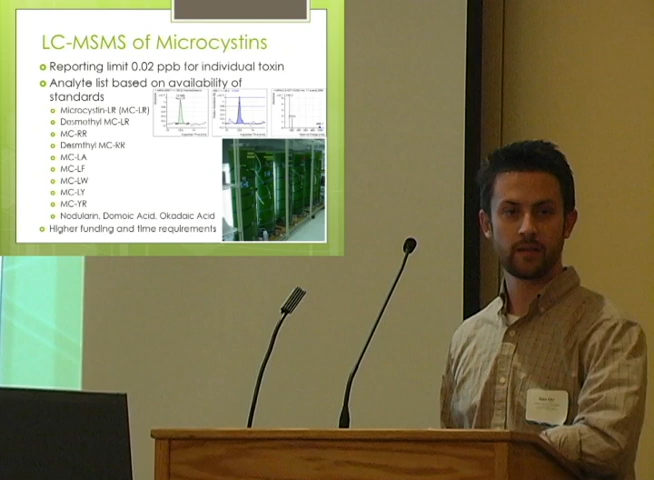 LC-MSMS of Microcystins
Reporting limit 0.02 ppb for individual toxin
Analyte list based on availability of
standards
Microcystin-LR (MC-LR)
Desmethyl MC-LR
MC-RR
Desmthyl MC-RR
MC-LA
MC-LF
MC-LW
MC-LY
MC-YR
Nodularin, Domoic Acid, Okadaic Acid
Higher funding and time requirements